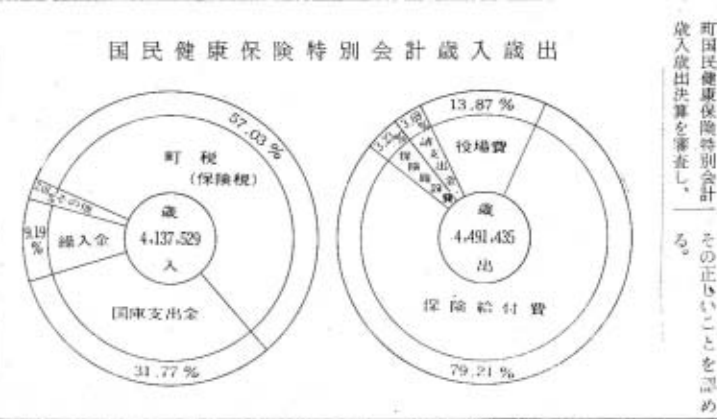 町国民健康保険特別会計
歳入歳出決算を審査し、
その正しいことを認め
る。
国民健康保険特別会計歳入歳出
57.03%
町税
(保険税)
その他
9.19
%
繰入金
歳
4,137,529
入
国庫支出金
31.77%
13.87%
役場費
歳
4,491,435
出
保険給付費
79.21%